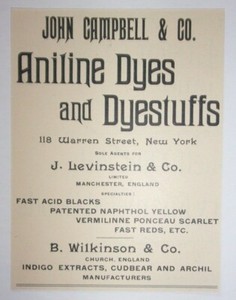 JOHN CAMPBELL & CO.
Aniline Dyes
and Dyestuffs
118 Warren Street, New York
SOLE AGENTS FOR
J. Levinstein & Co.
LIMITED
MANCHESTER, ENGLAND
SPECIALTIES:
FAST ACID BLACKS
PATENTED NAPHTHOL YELLOW
VERMILINNE PONCEAU SCARLET
FAST REDS, ETC.
B. Wilkinson & Co.
CHURCH, ENGLAND
INDIGO EXTRACTS, CUDBEAR AND ARCHIL
MANUFACTURERS